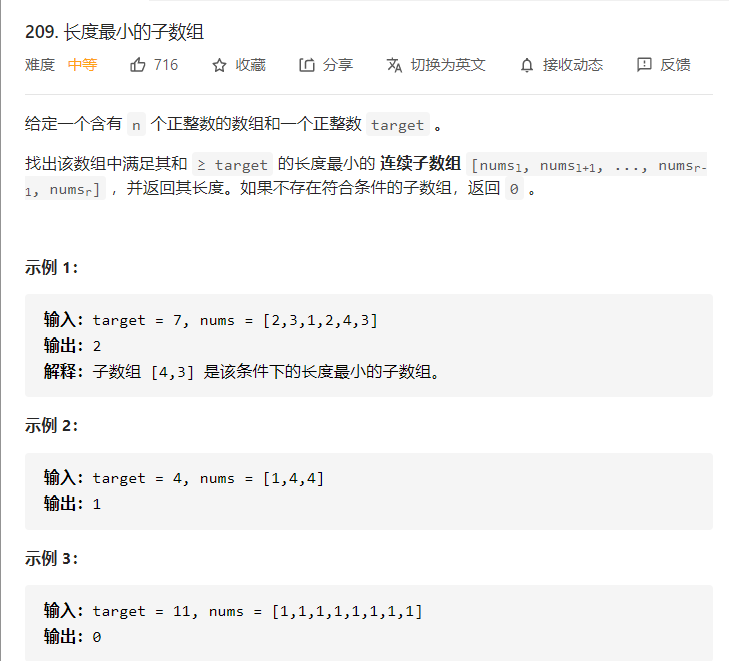 209. 长度最小的子数组
难度 中等 716 收藏 分享 切换为英文 接收动态 反馈
给定一个含有 n 个正整数的数组和一个正整数 target 。
找出该数组中满足其和 ≥ target 的长度最小的 连续子数组 [numsl, numsl+1, ..., numsr-
1, numsr] ，并返回其长度。如果不存在符合条件的子数组，返回 0 。
示例 1：
输入：target = 7, nums = [2,3,1,2,4,3]
输出：2
解释：子数组 [4,3] 是该条件下的长度最小的子数组。
示例 2：
输入：target = 4, nums = [1,4,4]
输出：1
示例 3：
输入：target = 11, nums = [1,1,1,1,1,1,1,1]
输出：0